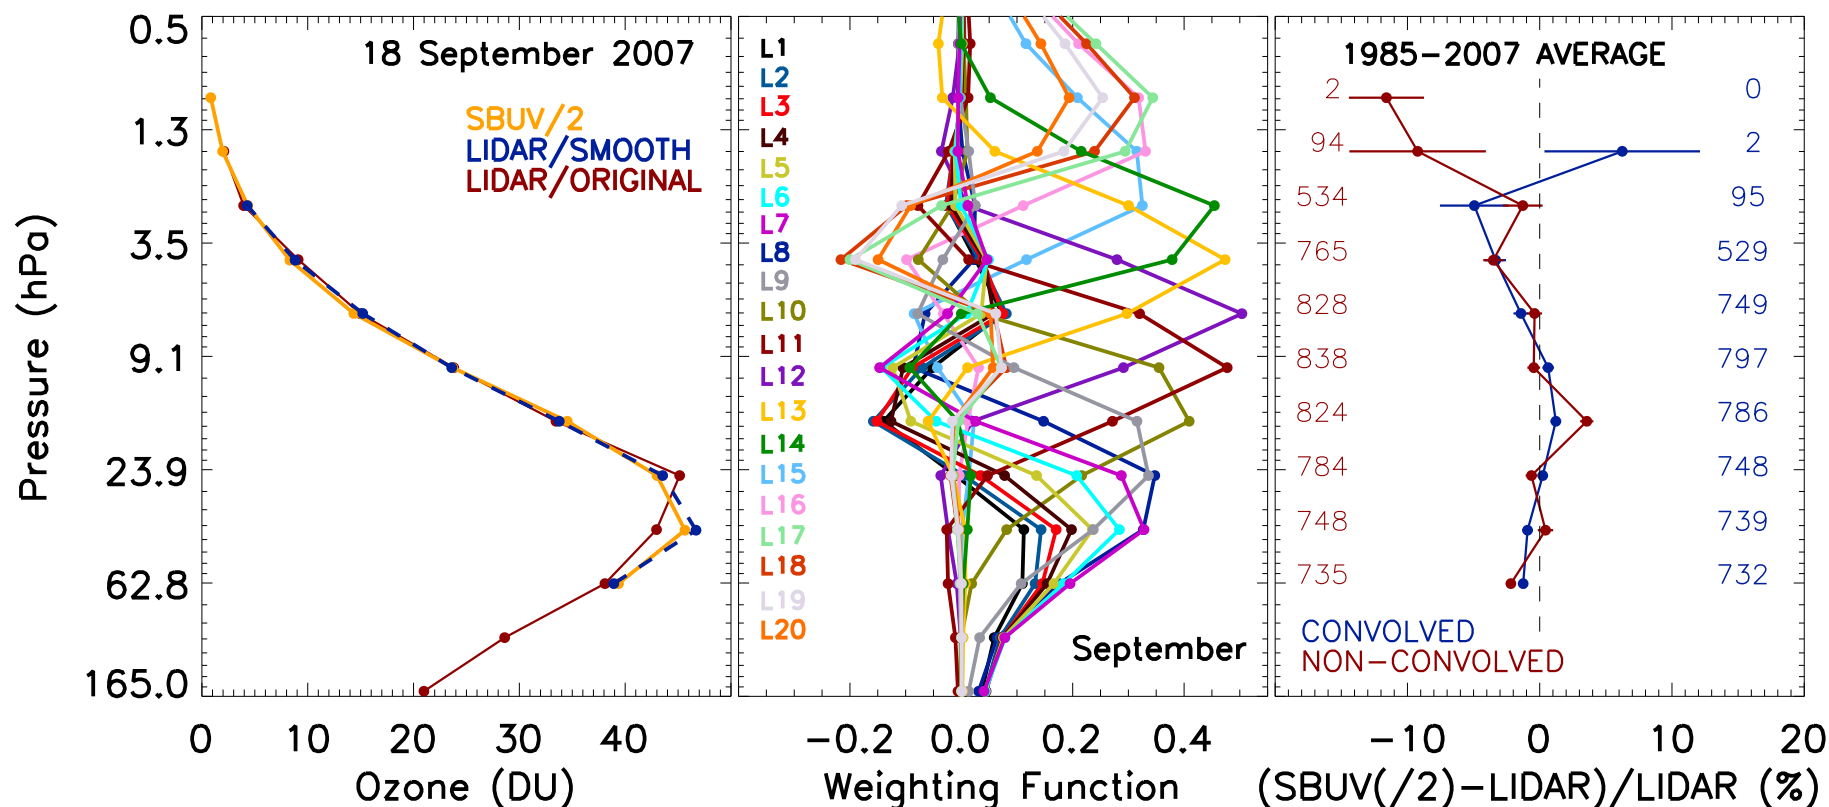 0.5
1.3
3.5
9.1
23.9
62.8
165.0
Pressure (hPa)
18 September 2007
SBUV/2
LIDAR/SMOOTH
LIDAR/ORIGINAL
0 10 20 30 40
Ozone (DU)
L1
L2
L3
L4
L5
L6
L7
L8
L9
L10
L11
L12
L13
L14
L15
L16
L17
L18
L19
L20
September
−0.2 0.0 0.2 0.4
Weighting Function
1985−2007 AVERAGE
2 0
94 2
534 95
765 529
828 749
838 797
824 786
784 748
748 739
735 732
CONVOLVED
NON−CONVOLVED
−10 0 10 20
(SBUV(/2)−LIDAR)/LIDAR (%)